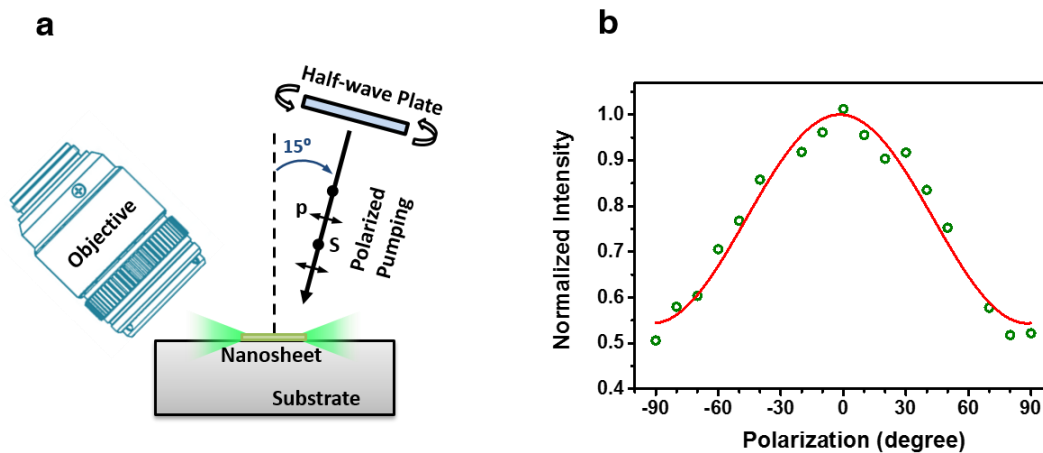 a
Half-wave Plate
15º
p
S
Polarized
Pumping
Objective
Nanosheet
Substrate
b
Normalized Intensity
1.0
0.9
0.8
0.7
0.6
0.5
0.4
-90 -60 -30 0 30 60 90
Polarization (degree)